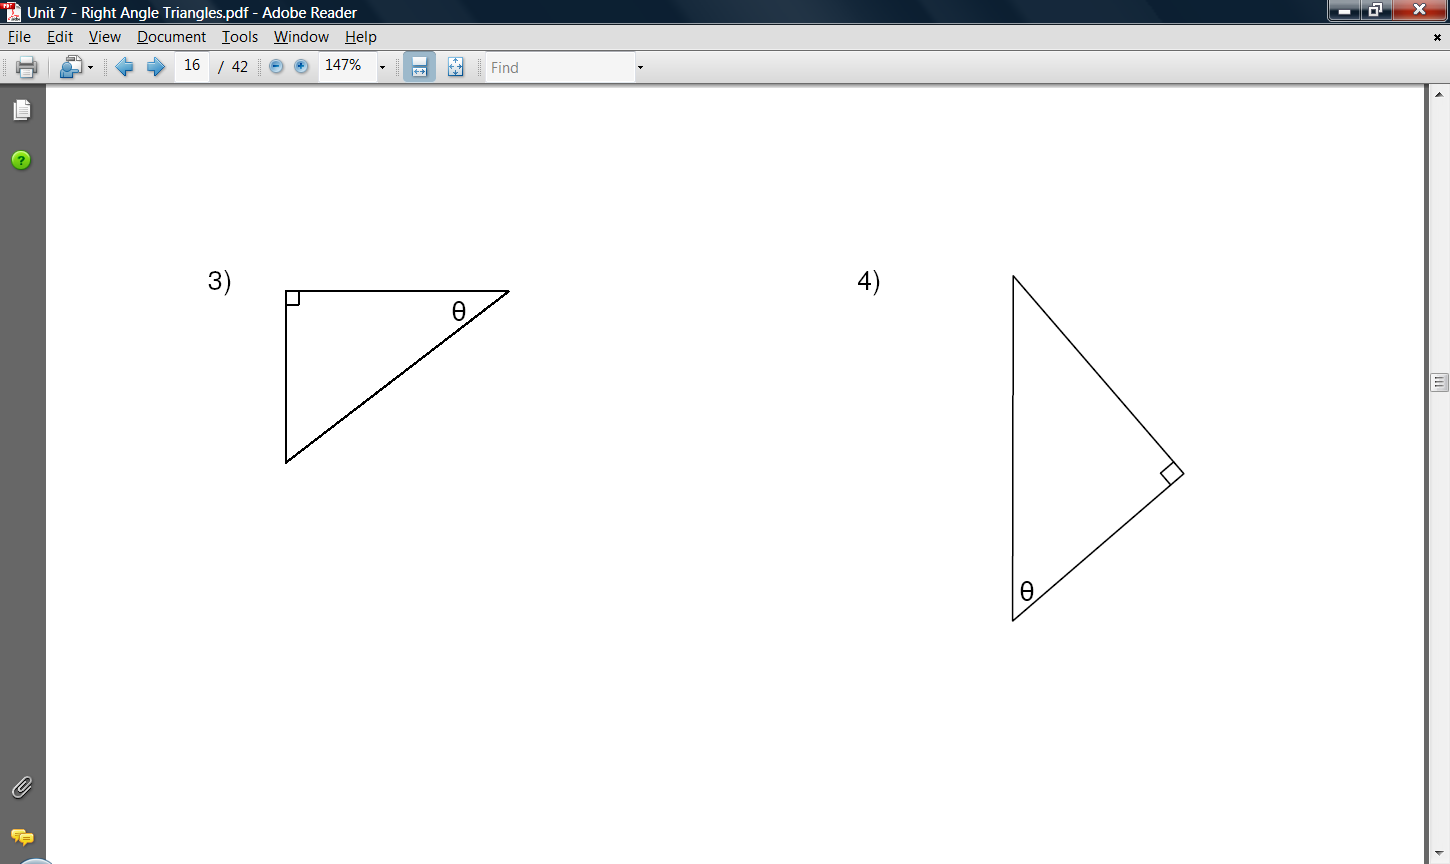 Unit 7 - Right Angle Triangles.pdf - Adobe Reader
File Edit View Document Tools Window Help
16 / 42 147% Find
3) 4)
θ
θ